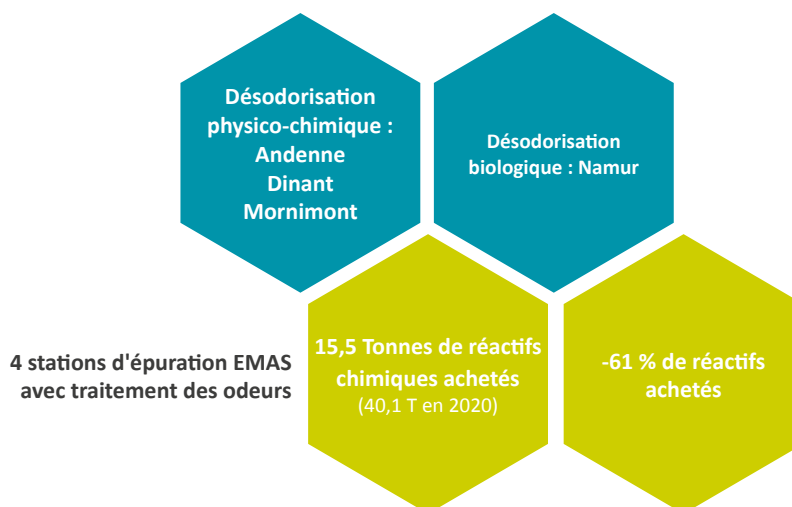 Désodorisation
physico-chimique :
Andenne
Dinant
Mornimont
Désodorisation
biologique : Namur
4 stations d'épuration EMAS
avec traitement des odeurs
15,5 Tonnes de réactifs
chimiques achetés
(40,1 T en 2020)
-61 % de réactifs
achetés